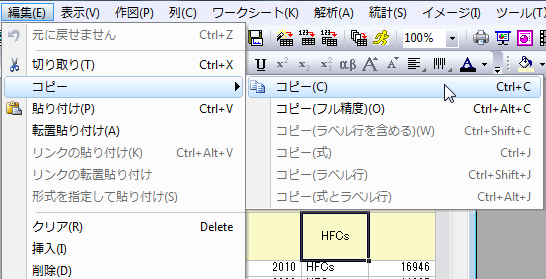 編集(E) 表示(V) 作図(P) 列(C) ワークシート(K) 解析(A) 統計(S) イメージ(I) ツール(T)
元に戻せません Ctrl+Z
100%
切り取り(T) Ctrl+X
U x² x₂ αβ A A A
コピー
コピー(C) Ctrl+C
貼り付け(P) Ctrl+V
コピー(フル精度)(O) Ctrl+Alt+C
転置貼り付け(A)
コピー(ラベル行を含める)(W) Ctrl+Shift+C
リンクの貼り付け(K) Ctrl+Alt+V
コピー(式) Ctrl+J
リンクの転置貼り付け
コピー(ラベル行) Ctrl+Shift+J
形式を指定して貼り付け(S)
コピー(式とラベル行) Ctrl+Alt+J
クリア(R) Delete
HFCs
挿入(I)
2010 HFCs 16946
削除(D)